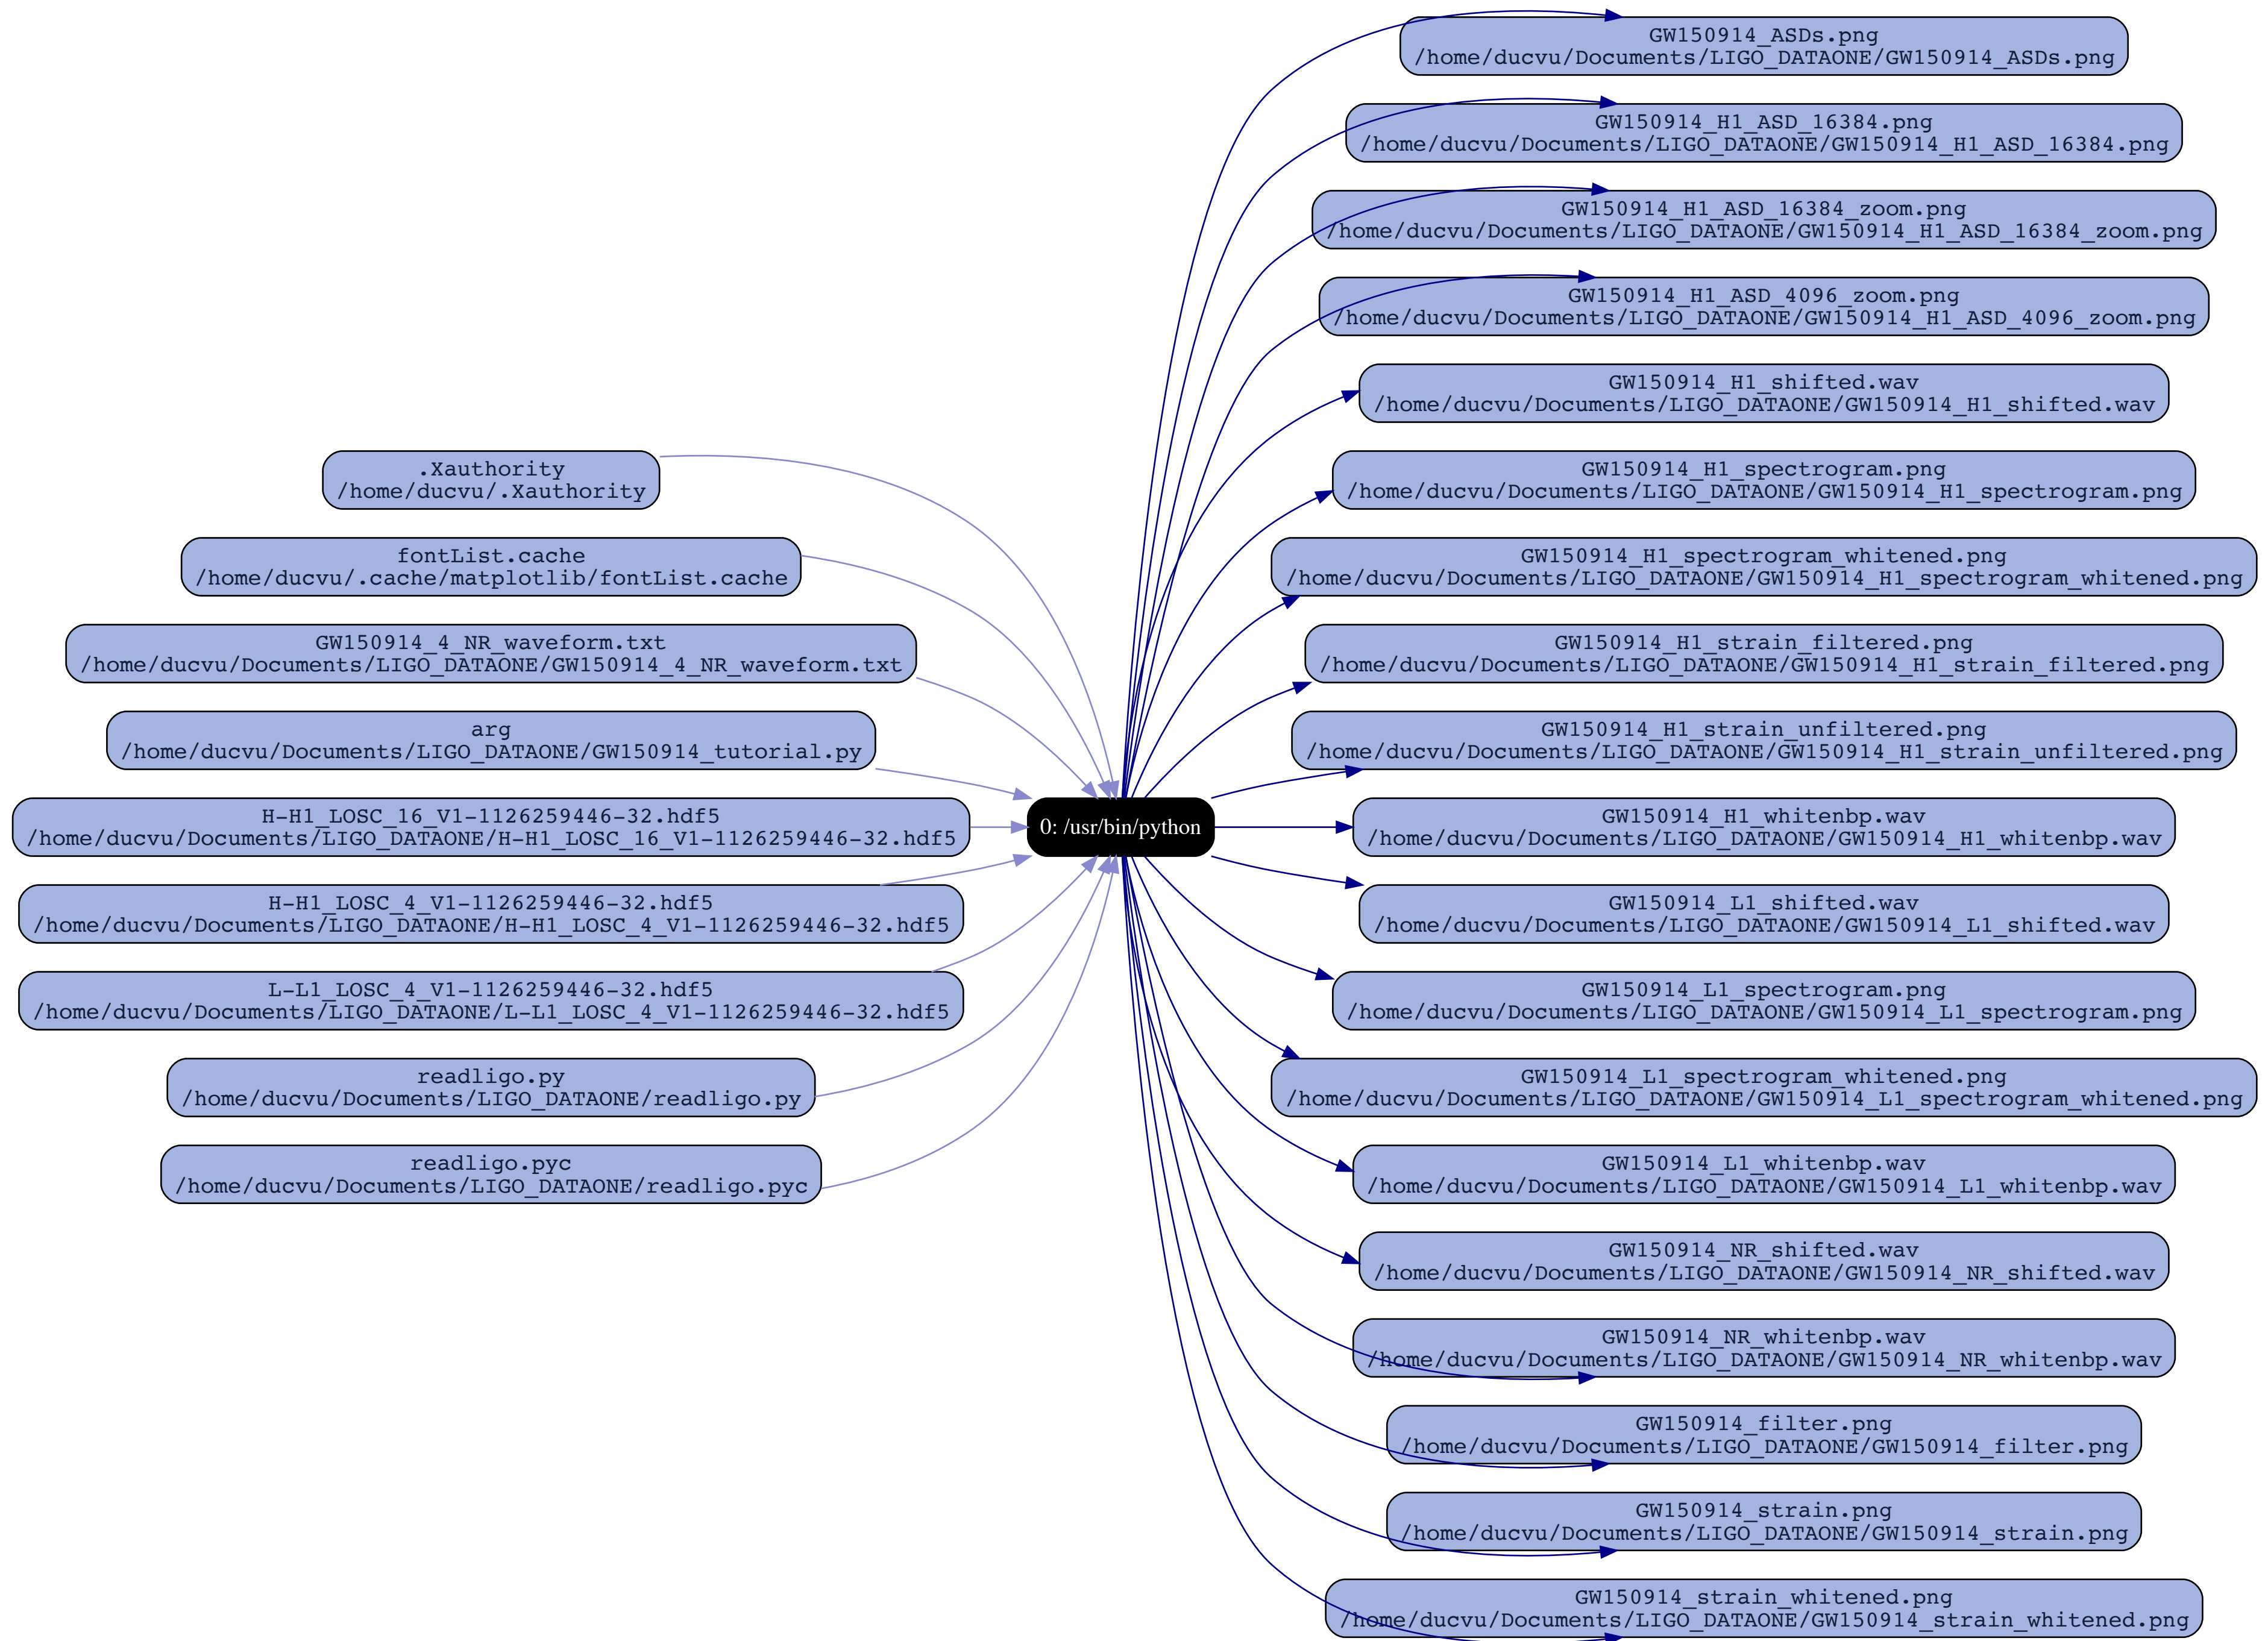 .Xauthority
/home/ducvu/.Xauthority
fontList.cache
/home/ducvu/.cache/matplotlib/fontList.cache
GW150914_4_NR_waveform.txt
/home/ducvu/Documents/LIGO_DATAONE/GW150914_4_NR_waveform.txt
arg
/home/ducvu/Documents/LIGO_DATAONE/GW150914_tutorial.py
H-H1_LOSC_16_V1-1126259446-32.hdf5
/home/ducvu/Documents/LIGO_DATAONE/H-H1_LOSC_16_V1-1126259446-32.hdf5
H-H1_LOSC_4_V1-1126259446-32.hdf5
/home/ducvu/Documents/LIGO_DATAONE/H-H1_LOSC_4_V1-1126259446-32.hdf5
L-L1_LOSC_4_V1-1126259446-32.hdf5
/home/ducvu/Documents/LIGO_DATAONE/L-L1_LOSC_4_V1-1126259446-32.hdf5
readligo.py
/home/ducvu/Documents/LIGO_DATAONE/readligo.py
readligo.pyc
/home/ducvu/Documents/LIGO_DATAONE/readligo.pyc
0: /usr/bin/python
GW150914_ASDs.png
/home/ducvu/Documents/LIGO_DATAONE/GW150914_ASDs.png
GW150914_H1_ASD_16384.png
/home/ducvu/Documents/LIGO_DATAONE/GW150914_H1_ASD_16384.png
GW150914_H1_ASD_16384_zoom.png
/home/ducvu/Documents/LIGO_DATAONE/GW150914_H1_ASD_16384_zoom.png
GW150914_H1_ASD_4096_zoom.png
/home/ducvu/Documents/LIGO_DATAONE/GW150914_H1_ASD_4096_zoom.png
GW150914_H1_shifted.wav
/home/ducvu/Documents/LIGO_DATAONE/GW150914_H1_shifted.wav
GW150914_H1_spectrogram.png
/home/ducvu/Documents/LIGO_DATAONE/GW150914_H1_spectrogram.png
GW150914_H1_spectrogram_whitened.png
/home/ducvu/Documents/LIGO_DATAONE/GW150914_H1_spectrogram_whitened.png
GW150914_H1_strain_filtered.png
/home/ducvu/Documents/LIGO_DATAONE/GW150914_H1_strain_filtered.png
GW150914_H1_strain_unfiltered.png
/home/ducvu/Documents/LIGO_DATAONE/GW150914_H1_strain_unfiltered.png
GW150914_H1_whitenbp.wav
/home/ducvu/Documents/LIGO_DATAONE/GW150914_H1_whitenbp.wav
GW150914_L1_shifted.wav
/home/ducvu/Documents/LIGO_DATAONE/GW150914_L1_shifted.wav
GW150914_L1_spectrogram.png
/home/ducvu/Documents/LIGO_DATAONE/GW150914_L1_spectrogram.png
GW150914_L1_spectrogram_whitened.png
/home/ducvu/Documents/LIGO_DATAONE/GW150914_L1_spectrogram_whitened.png
GW150914_L1_whitenbp.wav
/home/ducvu/Documents/LIGO_DATAONE/GW150914_L1_whitenbp.wav
GW150914_NR_shifted.wav
/home/ducvu/Documents/LIGO_DATAONE/GW150914_NR_shifted.wav
GW150914_NR_whitenbp.wav
/home/ducvu/Documents/LIGO_DATAONE/GW150914_NR_whitenbp.wav
GW150914_filter.png
/home/ducvu/Documents/LIGO_DATAONE/GW150914_filter.png
GW150914_strain.png
/home/ducvu/Documents/LIGO_DATAONE/GW150914_strain.png
GW150914_strain_whitened.png
/home/ducvu/Documents/LIGO_DATAONE/GW150914_strain_whitened.png